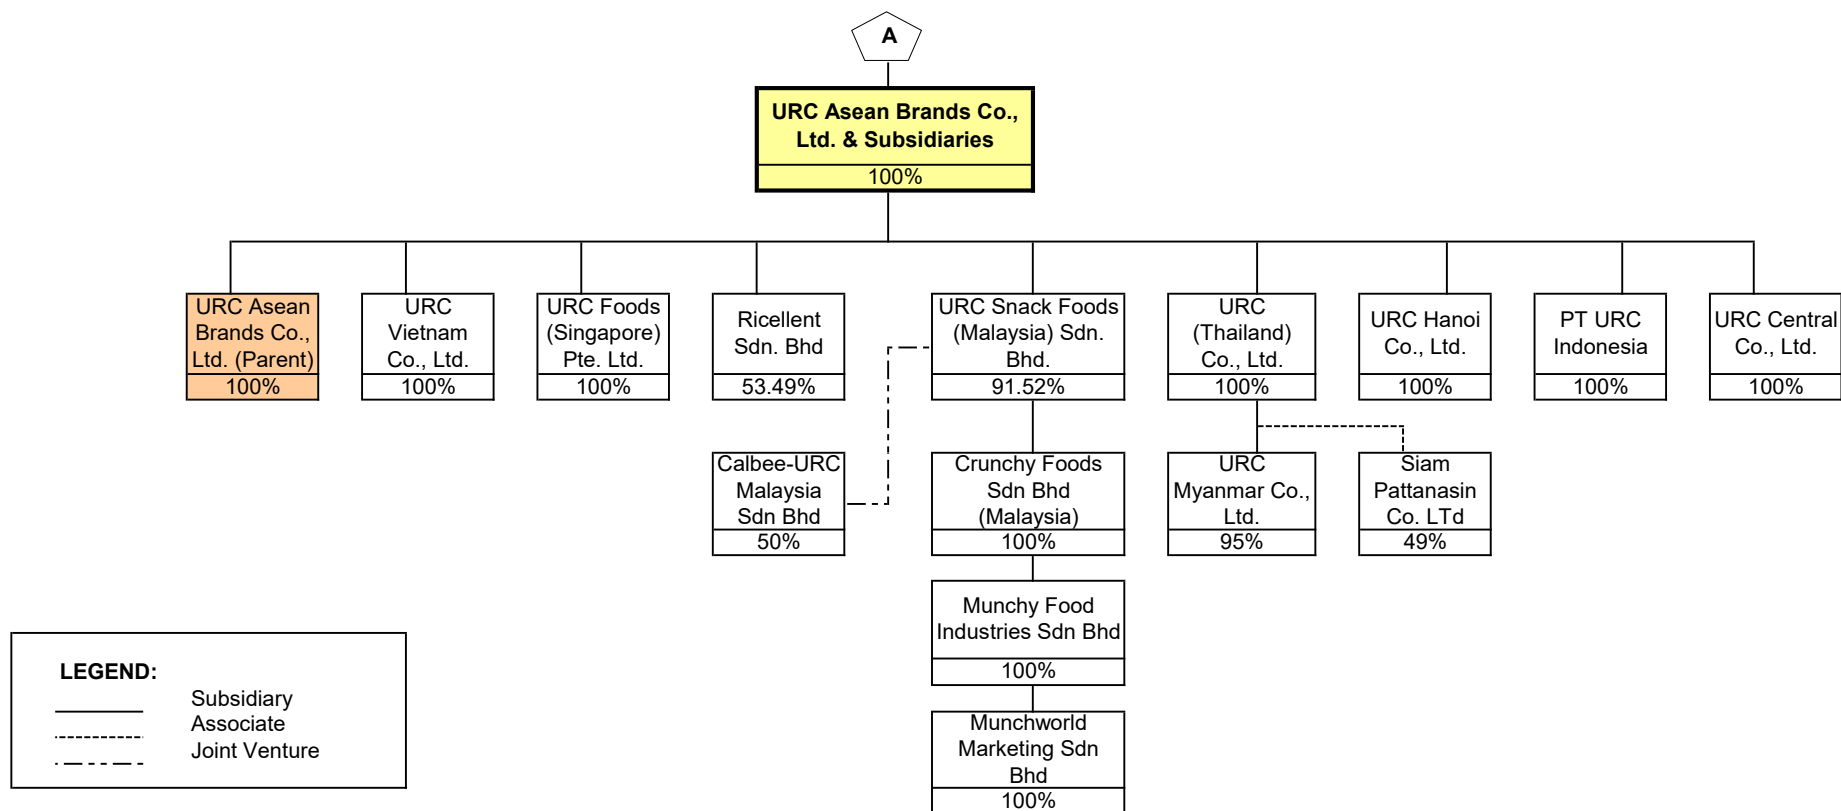 A
URC Asean Brands Co.,
Ltd. & Subsidiaries
100%
URC Asean
Brands Co.,
Ltd. (Parent)
100%
URC
Vietnam
Co., Ltd.
100%
URC Foods
(Singapore)
Pte. Ltd.
100%
Ricellent
Sdn. Bhd
53.49%
URC Snack Foods
(Malaysia) Sdn.
Bhd.
91.52%
URC
(Thailand)
Co., Ltd.
100%
URC Hanoi
Co., Ltd.
100%
PT URC
Indonesia
100%
URC Central
Co., Ltd.
100%
Calbee-URC
Malaysia
Sdn Bhd
50%
Crunchy Foods
Sdn Bhd
(Malaysia)
100%
URC
Myanmar Co.,
Ltd.
95%
Siam
Pattanasin
Co. LTd
49%
Munchy Food
Industries Sdn Bhd
100%
Munchworld
Marketing Sdn
Bhd
100%
LEGEND:
Subsidiary
Associate
Joint Venture